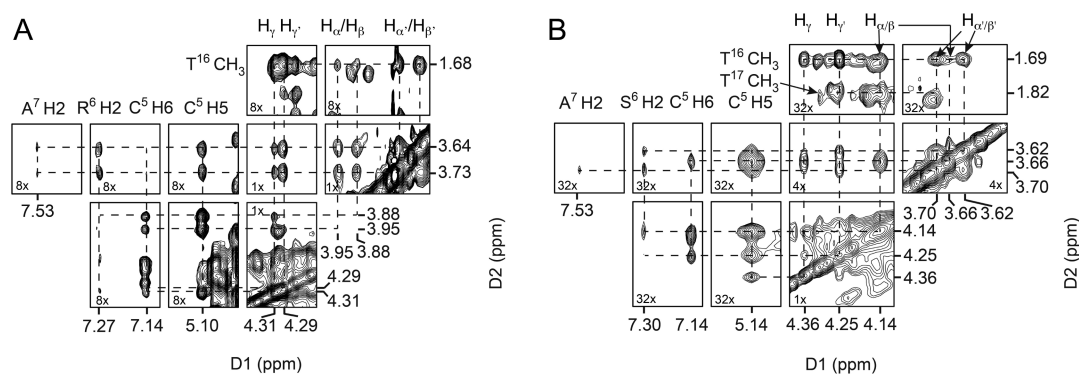 A
Hγ Hγ' Hα/Hβ Hα'/Hβ'
T¹⁶ CH₃
8x 8x
1.68
A⁷ H2 R⁶ H2 C⁵ H6 C⁵ H5
8x 8x 8x 1x 1x
3.64
3.73
7.53
1x
3.88
3.95
3.95 3.88
4.29
4.31
8x 8x
7.27 7.14 5.10 4.31 4.29
D1 (ppm)
D2 (ppm)
B
Hγ Hγ' Hα/β Hα'/β'
T¹⁶ CH₃
T¹⁷ CH₃
32x 32x
1.69
1.82
A⁷ H2 S⁶ H2 C⁵ H6 C⁵ H5
32x 32x 32x 32x 4x 4x
3.62
3.66
3.70
7.53
3.70 3.66 3.62
4.14
4.25
4.36
32x 32x 1x
7.30 7.14 5.14 4.36 4.25 4.14
D1 (ppm)
D2 (ppm)